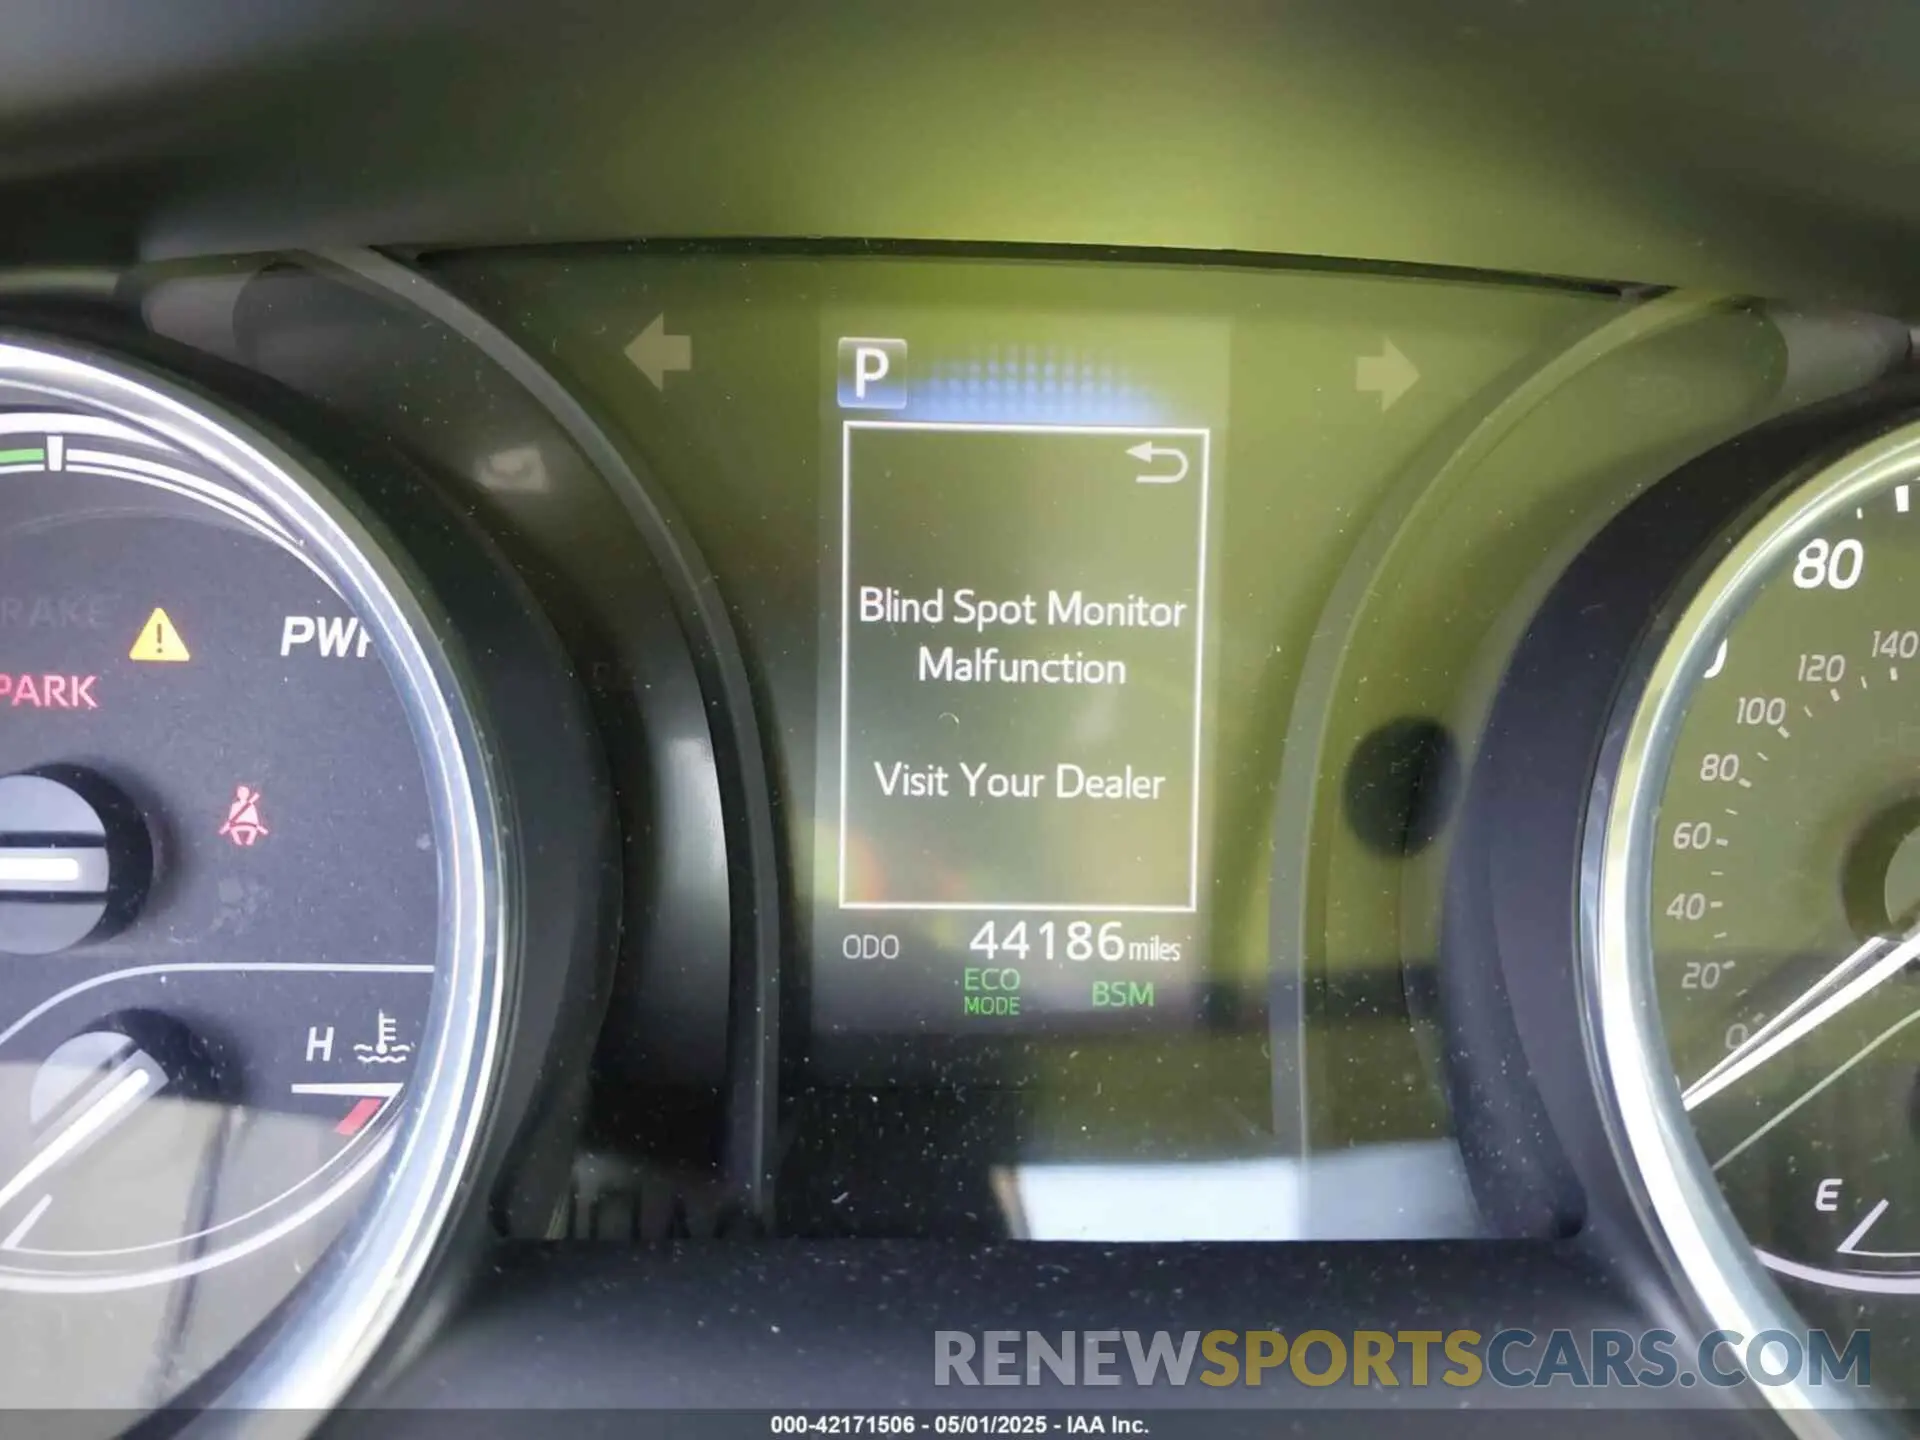 P
Blind Spot Monitor
Malfunction
Visit Your Dealer
ODO 44186 miles
ECO
MODE
BSM
PARK
H
80
140
120
100
80
60
40
20
0
E
RENEWSPORTSCARS.COM
000-42171506 - 05/01/2025 - IAA Inc.